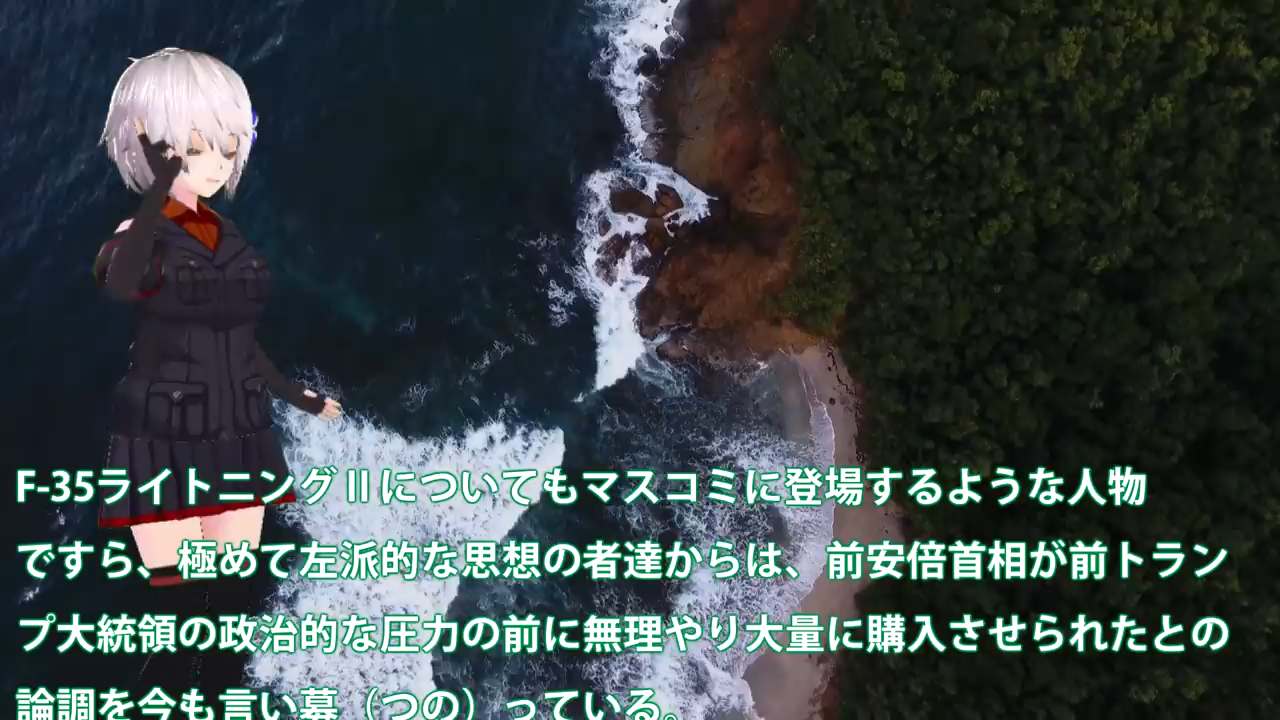 F-35ライトニングⅡについてもマスコミに登場するような人物
ですら、極めて左派的な思想の者達からは、前安倍首相が前トラン
プ大統領の政治的な圧力の前に無理やり大量に購入させられたとの
論調を今も言い募（つの）っている。